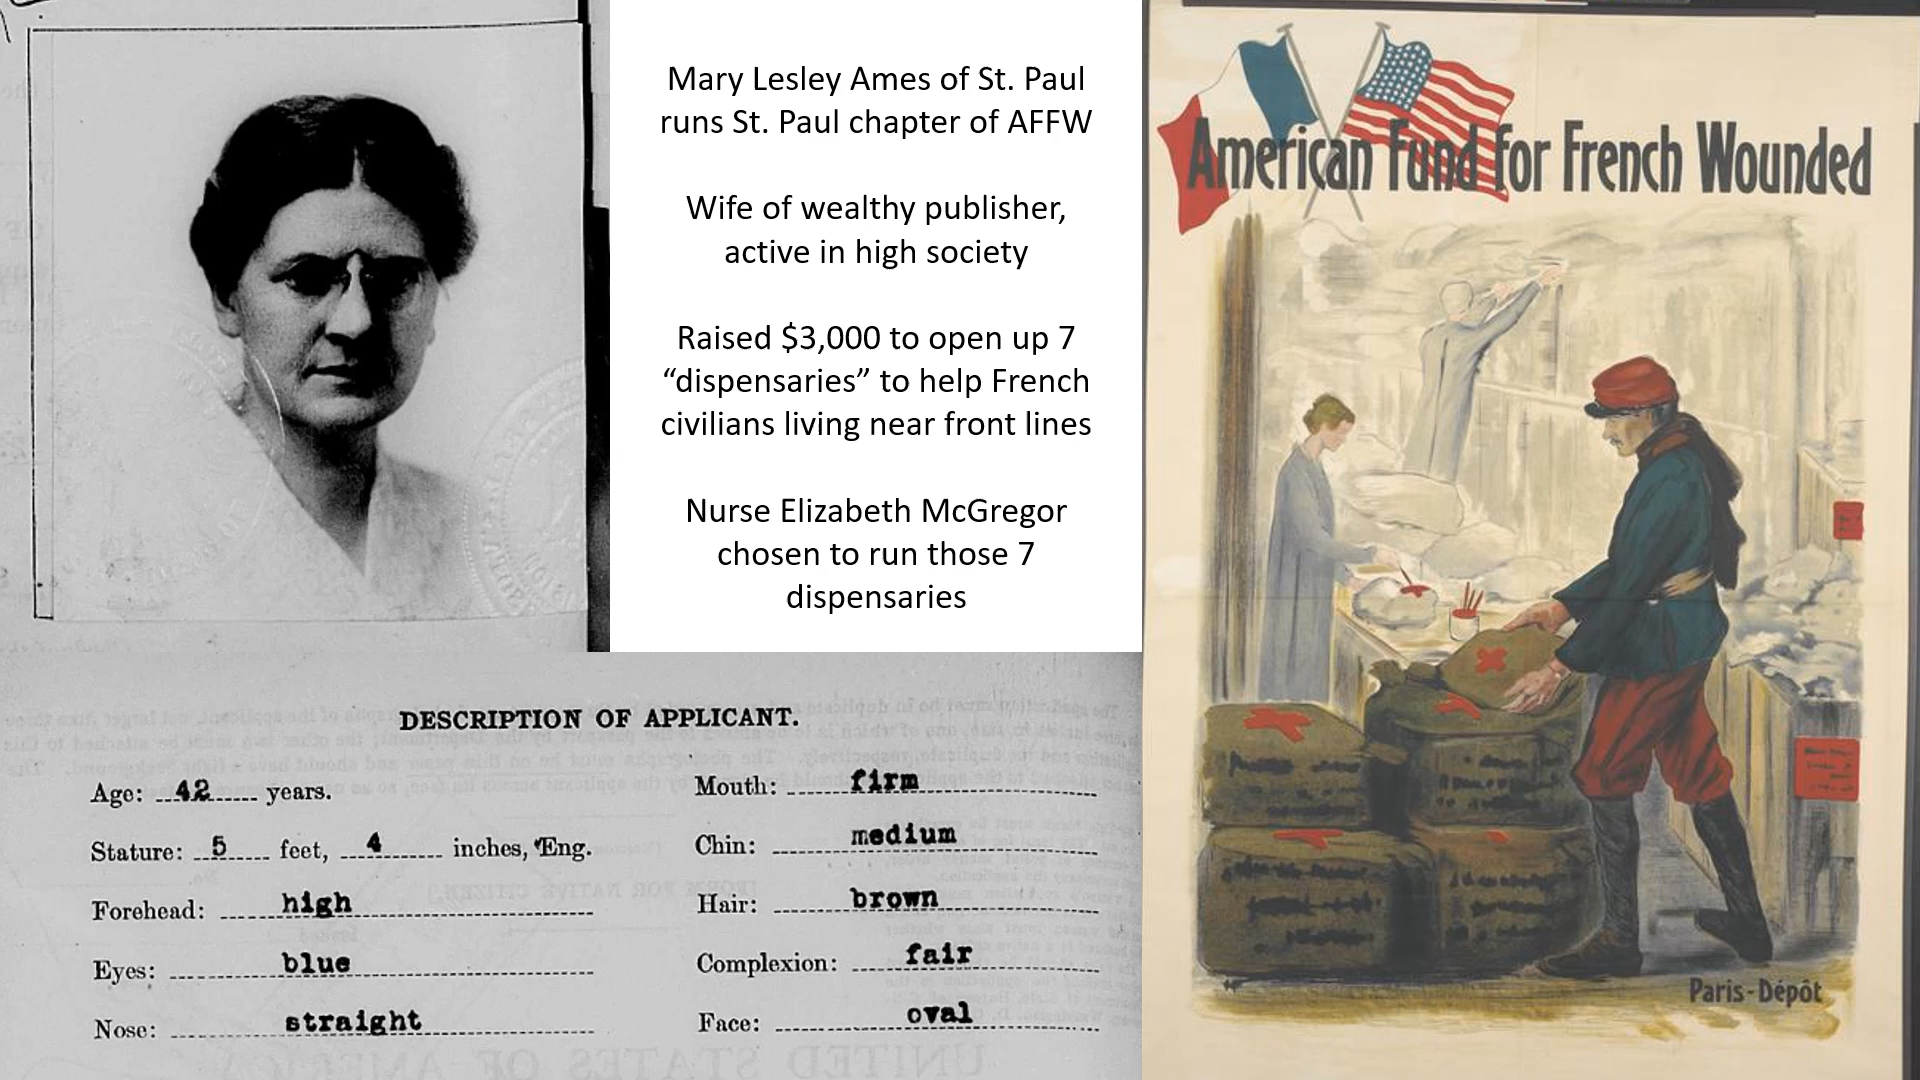 Mary Lesley Ames of St. Paul
runs St. Paul chapter of AFFW
Wife of wealthy publisher,
active in high society
Raised $3,000 to open up 7
“dispensaries” to help French
civilians living near front lines
Nurse Elizabeth McGregor
chosen to run those 7
dispensaries
DESCRIPTION OF APPLICANT.
Age: 42 years.
Stature: 5 feet, 4 inches, Eng.
Forehead: high
Eyes: blue
Nose: straight
Mouth: firm
Chin: medium
Hair: brown
Complexion: fair
Face: oval
American Fund for French Wounded
Paris-Dépôt